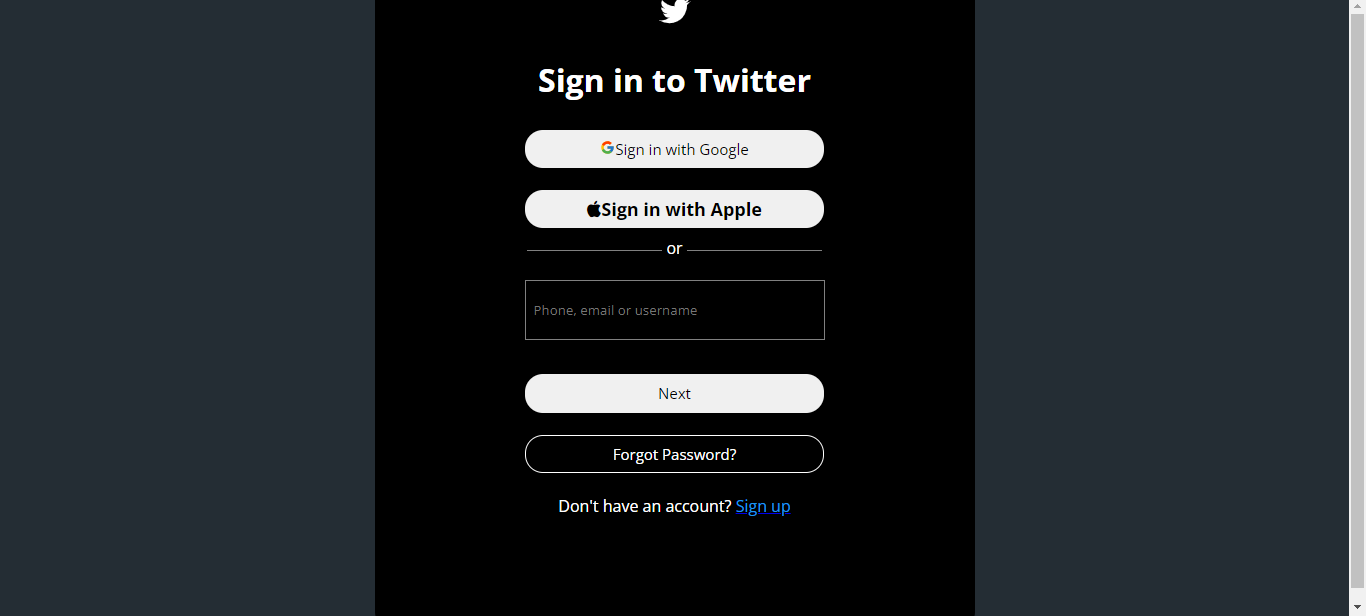 Sign in to Twitter
Sign in with Google
Sign in with Apple
or
Phone, email or username
Next
Forgot Password?
Don't have an account? Sign up